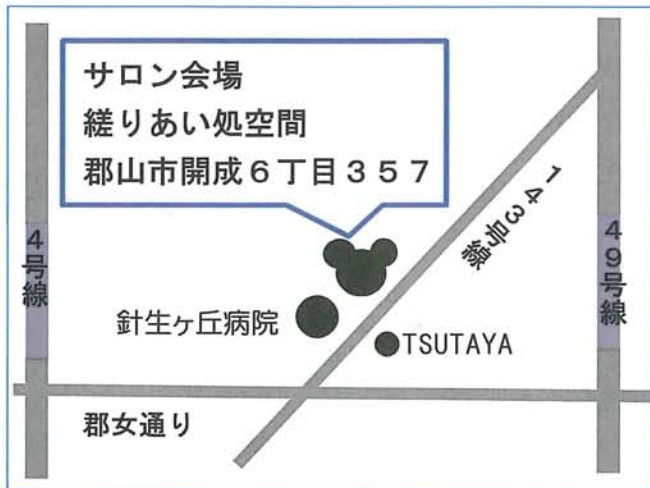 サロン会場
縒りあい処空間
郡山市開成６丁目３５７
143号線
4号線
49号線
針生ヶ丘病院
TSUTAYA
郡女通り